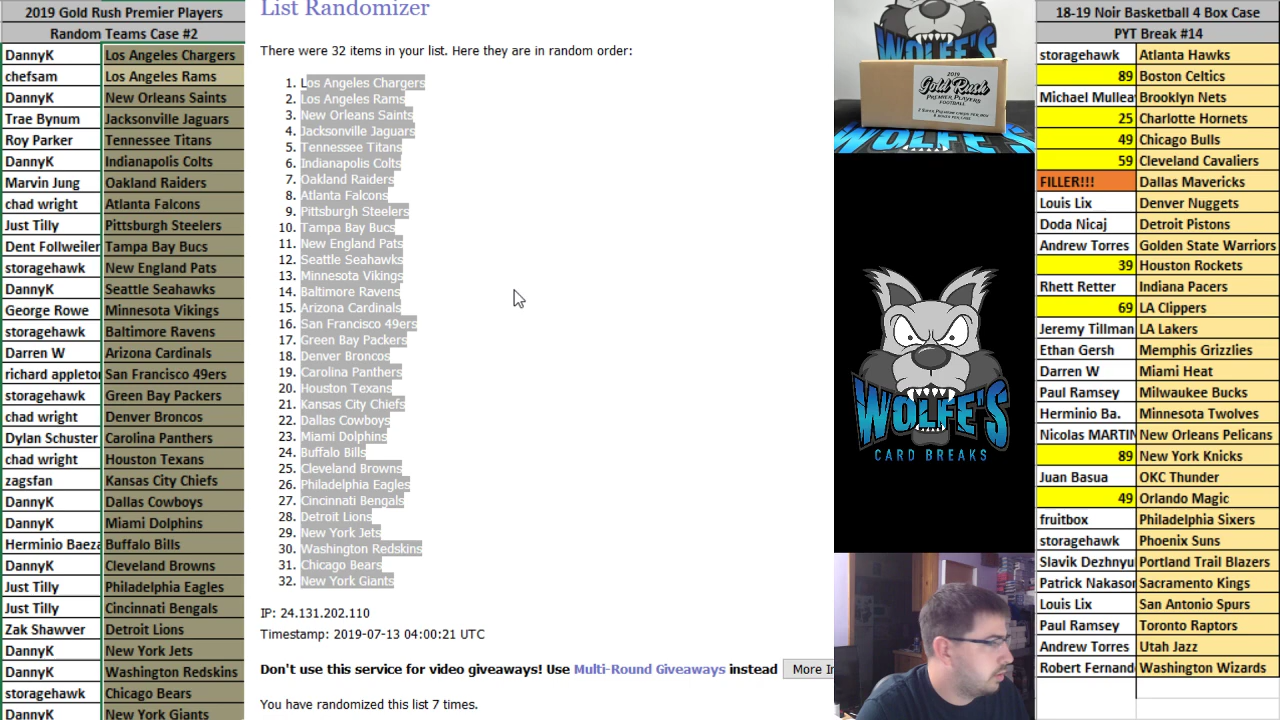 2019 Gold Rush Premier Players
Random Teams Case #2
DannyK Los Angeles Chargers
chefsam Los Angeles Rams
DannyK New Orleans Saints
Trae Bynum Jacksonville Jaguars
Roy Parker Tennessee Titans
DannyK Indianapolis Colts
Marvin Jung Oakland Raiders
chad wright Atlanta Falcons
Just Tilly Pittsburgh Steelers
Dent Follweiler Tampa Bay Bucs
storagehawk New England Pats
DannyK Seattle Seahawks
George Rowe Minnesota Vikings
storagehawk Baltimore Ravens
Darren W Arizona Cardinals
richard appleton San Francisco 49ers
storagehawk Green Bay Packers
chad wright Denver Broncos
Dylan Schuster Carolina Panthers
chad wright Houston Texans
zagsfan Kansas City Chiefs
DannyK Dallas Cowboys
DannyK Miami Dolphins
Herminio Baeza Buffalo Bills
DannyK Cleveland Browns
Just Tilly Philadelphia Eagles
Just Tilly Cincinnati Bengals
Zak Shawver Detroit Lions
DannyK New York Jets
DannyK Washington Redskins
storagehawk Chicago Bears
DannyK New York Giants
List Randomizer
There were 32 items in your list. Here they are in random order:
1. Los Angeles Chargers
2. Los Angeles Rams
3. New Orleans Saints
4. Jacksonville Jaguars
5. Tennessee Titans
6. Indianapolis Colts
7. Oakland Raiders
8. Atlanta Falcons
9. Pittsburgh Steelers
10. Tampa Bay Bucs
11. New England Pats
12. Seattle Seahawks
13. Minnesota Vikings
14. Baltimore Ravens
15. Arizona Cardinals
16. San Francisco 49ers
17. Green Bay Packers
18. Denver Broncos
19. Carolina Panthers
20. Houston Texans
21. Kansas City Chiefs
22. Dallas Cowboys
23. Miami Dolphins
24. Buffalo Bills
25. Cleveland Browns
26. Philadelphia Eagles
27. Cincinnati Bengals
28. Detroit Lions
29. New York Jets
30. Washington Redskins
31. Chicago Bears
32. New York Giants
IP: 24.131.202.110
Timestamp: 2019-07-13 04:00:21 UTC
Don't use this service for video giveaways! Use Multi-Round Giveaways instead More In
You have randomized this list 7 times.
WOLFE'S
2019
Gold Rush
PREMIER PLAYERS
FOOTBALL
WOLFE'S
WOLFE'S
CARD BREAKS
18-19 Noir Basketball 4 Box Case
PYT Break #14
storagehawk Atlanta Hawks
89 Boston Celtics
Michael Mullea Brooklyn Nets
25 Charlotte Hornets
49 Chicago Bulls
59 Cleveland Cavaliers
FILLER!!! Dallas Mavericks
Louis Lix Denver Nuggets
Doda Nicaj Detroit Pistons
Andrew Torres Golden State Warriors
39 Houston Rockets
Rhett Retter Indiana Pacers
69 LA Clippers
Jeremy Tillman LA Lakers
Ethan Gersh Memphis Grizzlies
Darren W Miami Heat
Paul Ramsey Milwaukee Bucks
Herminio Ba. Minnesota Twolves
Nicolas MARTIN New Orleans Pelicans
89 New York Knicks
Juan Basua OKC Thunder
49 Orlando Magic
fruitbox Philadelphia Sixers
storagehawk Phoenix Suns
Slavik Dezhnyu Portland Trail Blazers
Patrick Nakason Sacramento Kings
Louis Lix San Antonio Spurs
Paul Ramsey Toronto Raptors
Andrew Torres Utah Jazz
Robert Fernand Washington Wizards